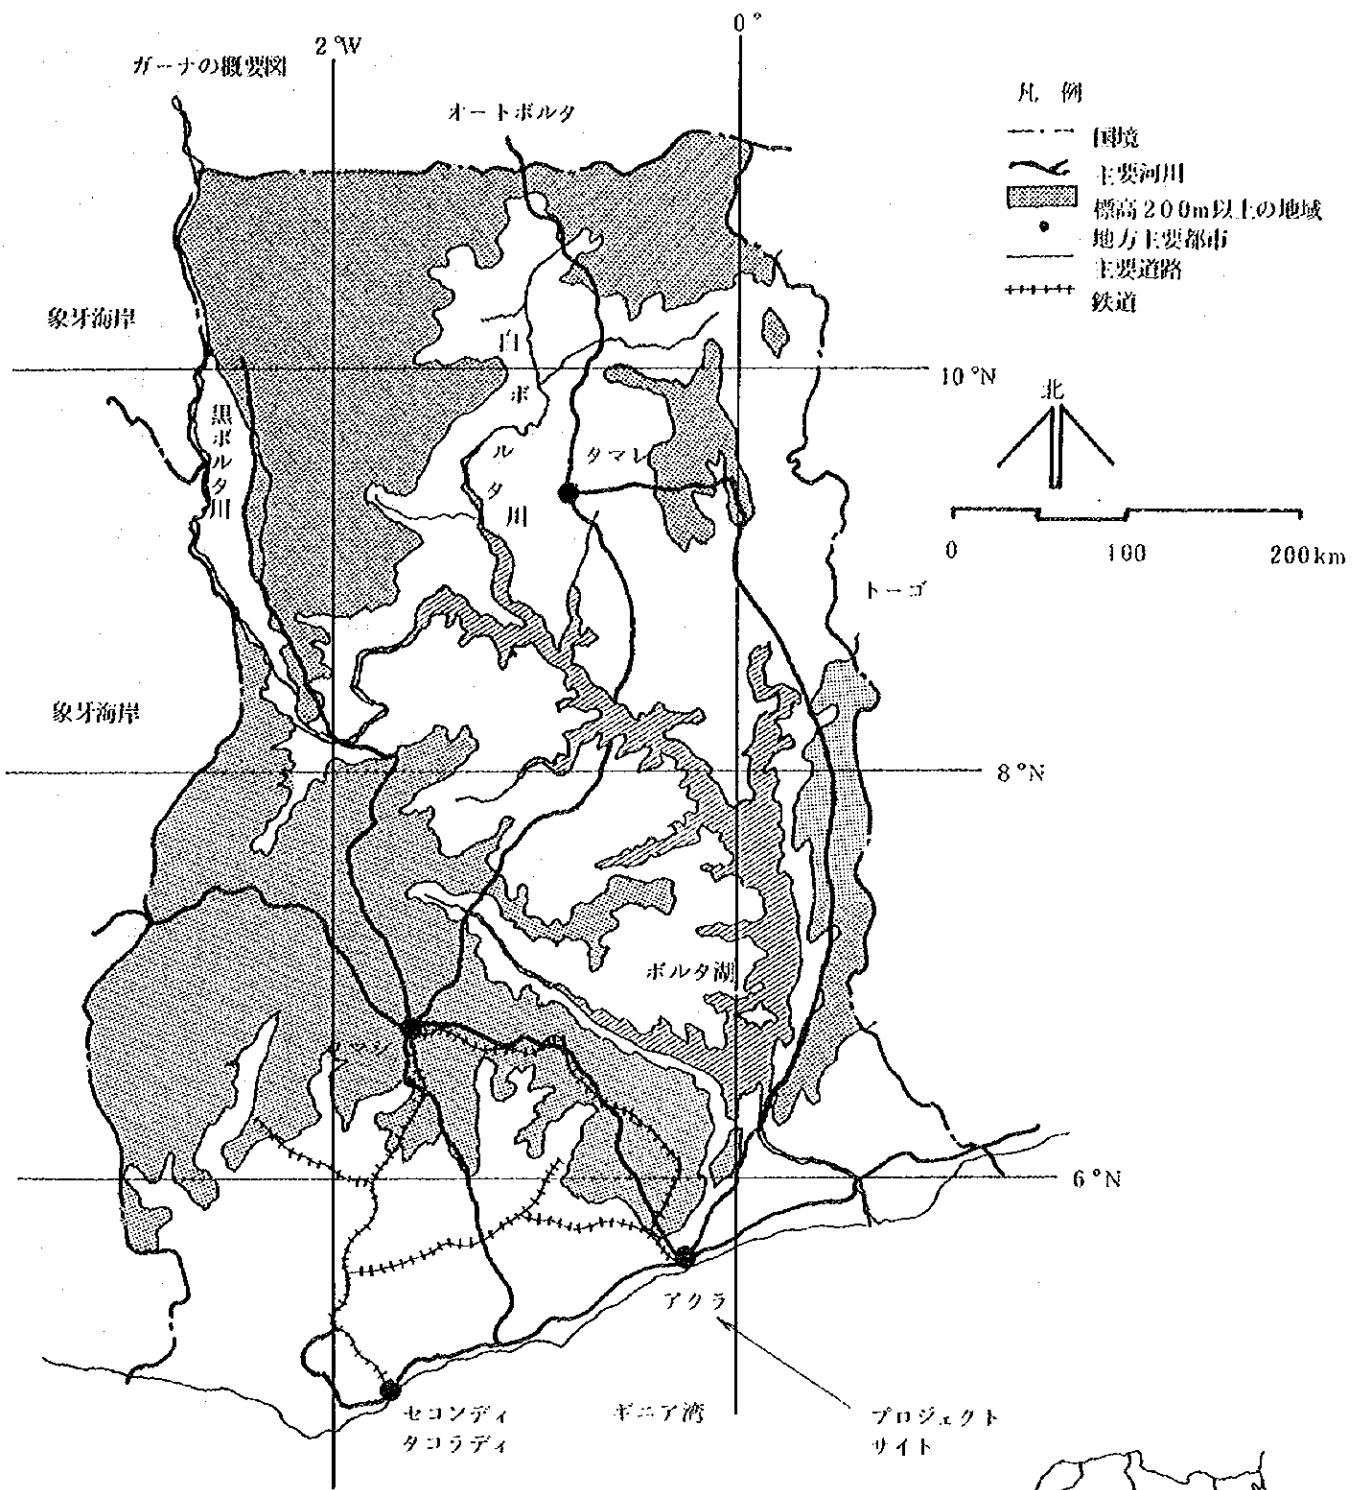 0°
2°W
ガーナの概要図
オートボルタ
凡 例
国境
主要河川
標高200m以上の地域
地方主要都市
主要道路
鉄道
象牙海岸
白ボルタ川
10°N
北
黒ボルタ川
タマレ
0 100 200km
トーゴ
象牙海岸
8°N
ボルタ湖
マシ
6°N
アクラ
セコンディ
タコラディ
ギニア湾
プロジェクト
サイト